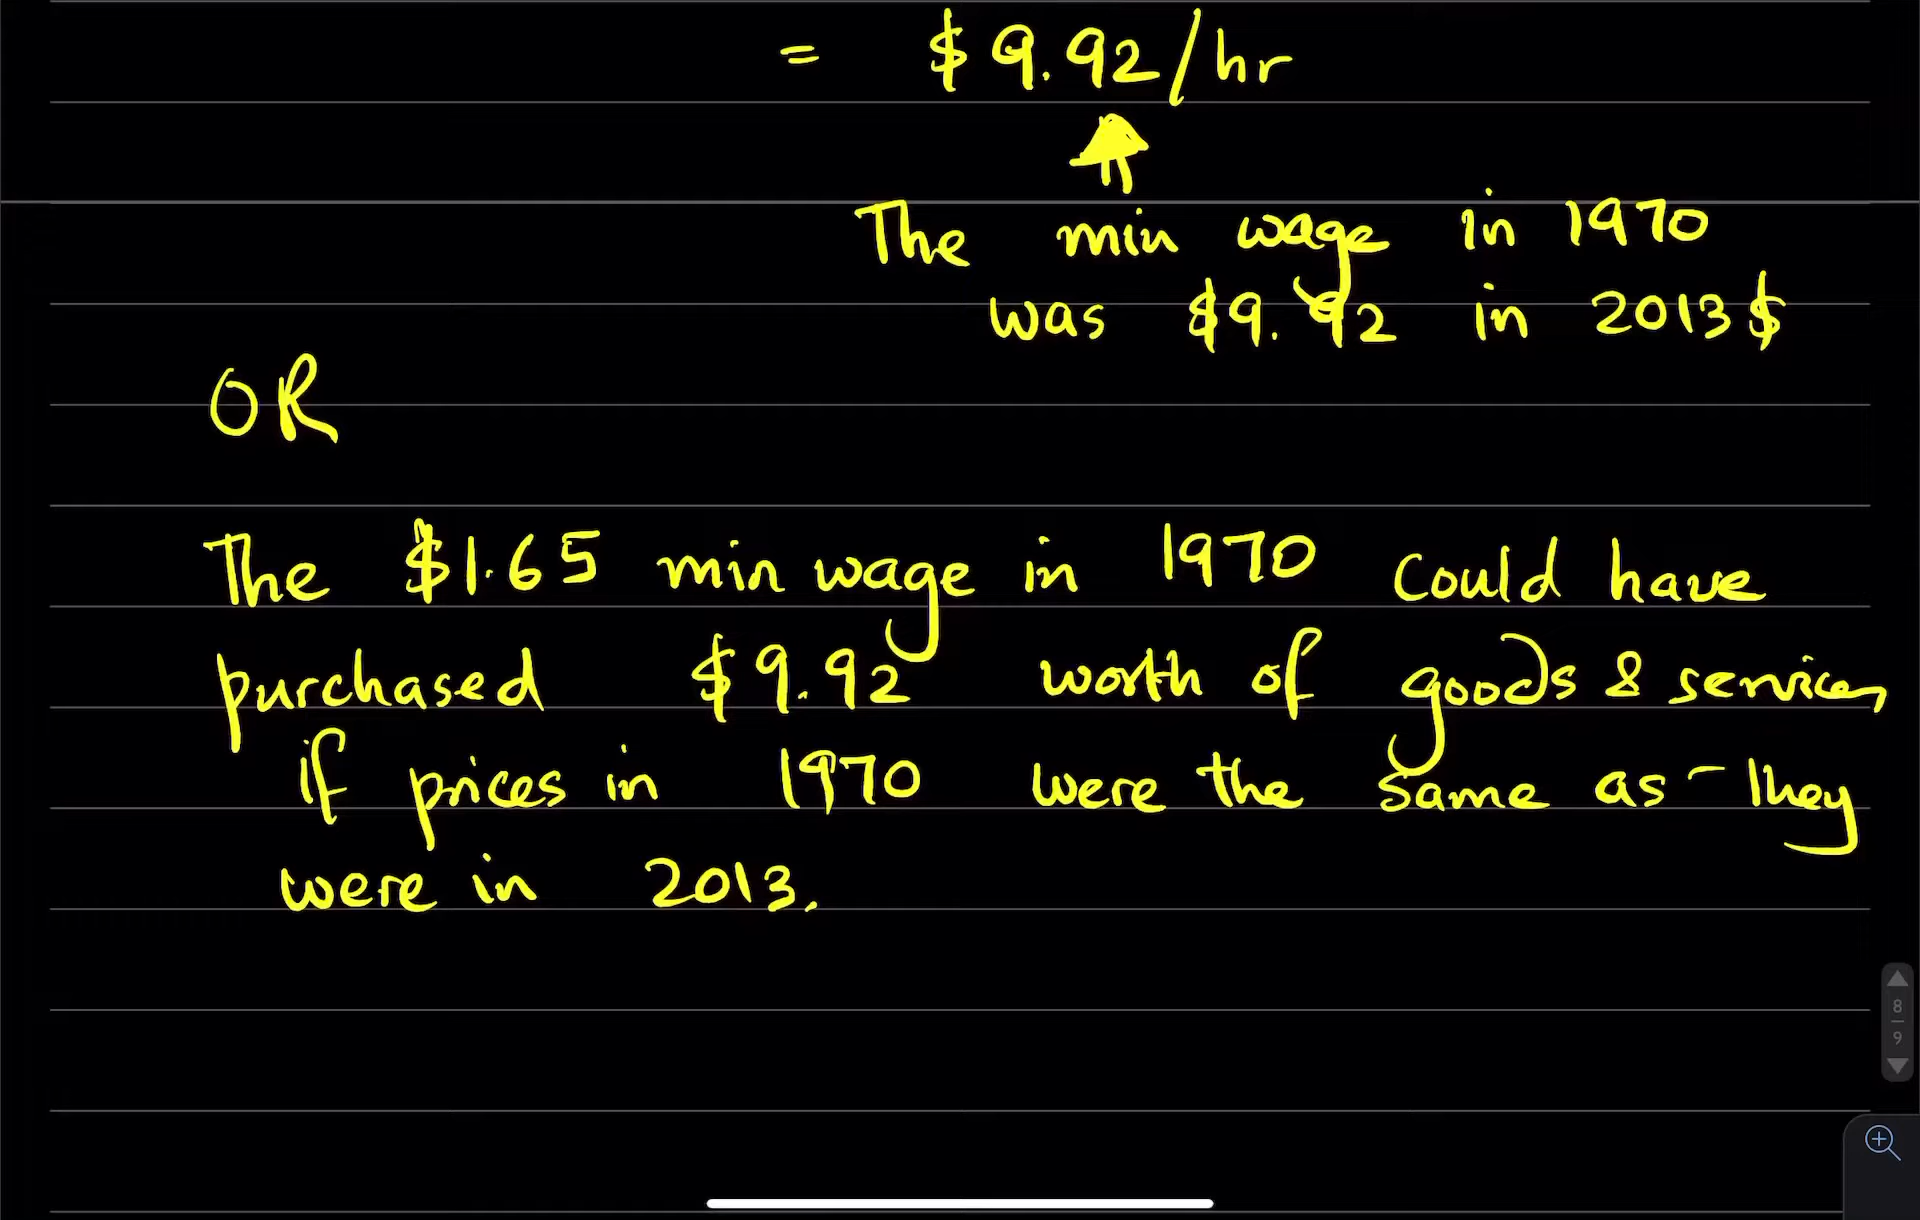 = $9.92/hr
The min wage in 1970
was $9.92 in 2013$
OR
The $1.65 min wage in 1970 could have
purchased $9.92 worth of goods & services
if prices in 1970 were the same as they
were in 2013.
8
9